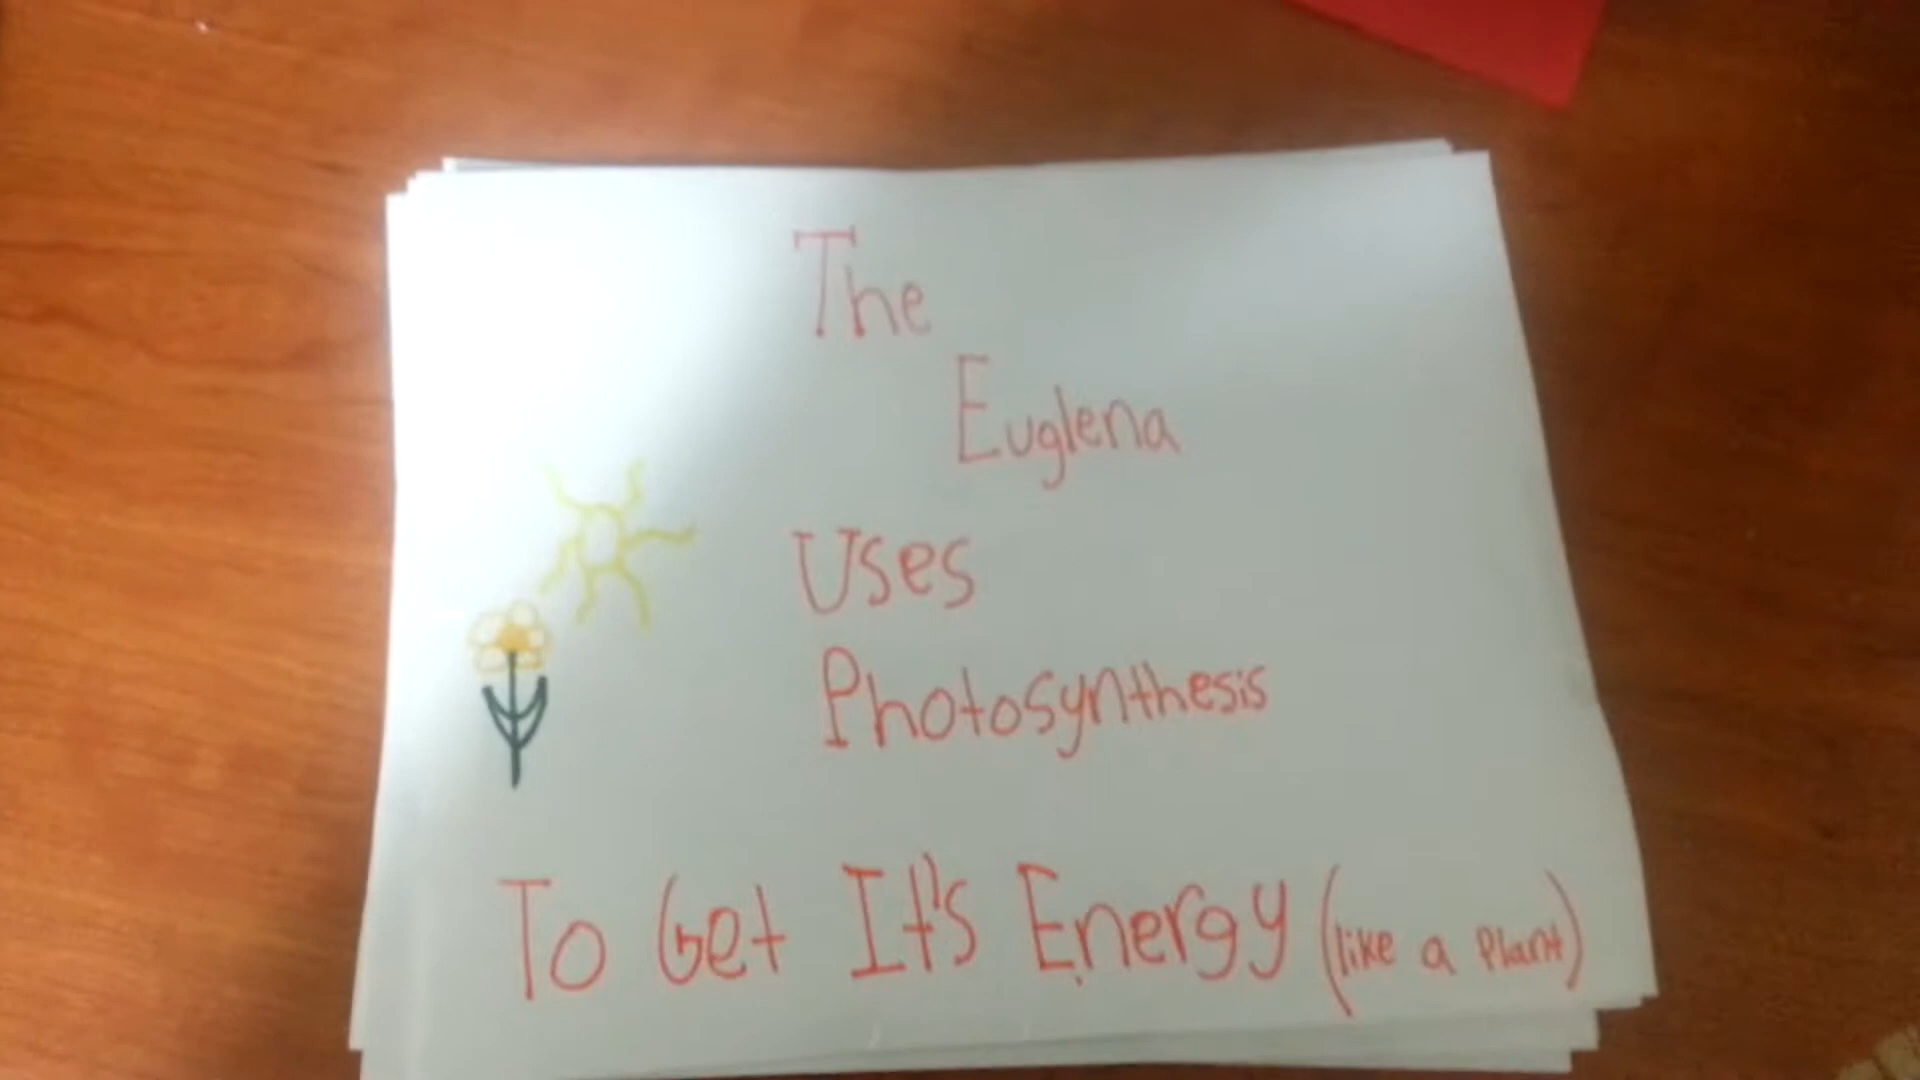 The
Euglena
Uses
Photosynthesis
To Get It's Energy (like a Plant)